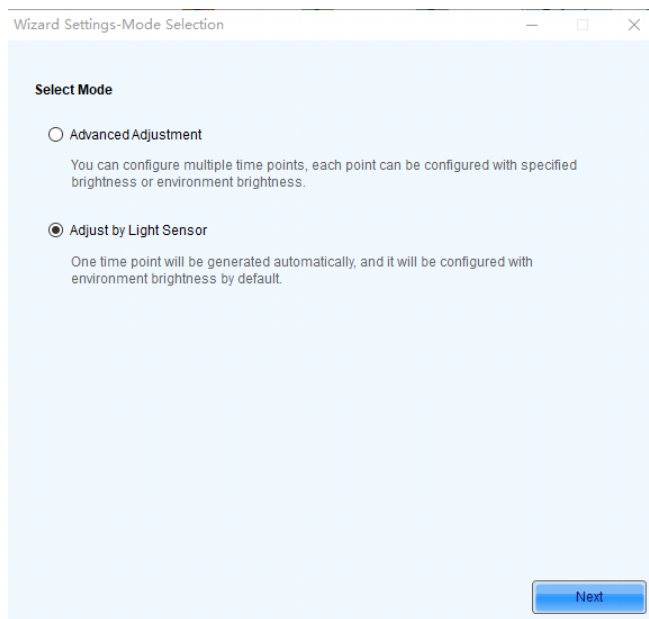 Wizard Settings-Mode Selection
Select Mode
Advanced Adjustment
You can configure multiple time points, each point can be configured with specified
brightness or environment brightness.
Adjust by Light Sensor
One time point will be generated automatically, and it will be configured with
environment brightness by default.
Next